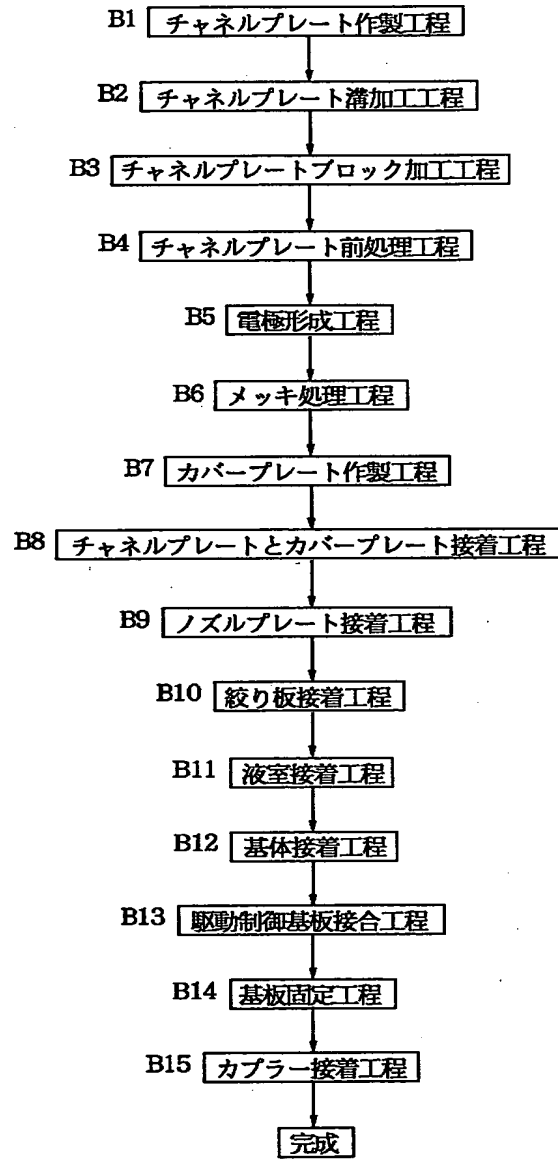 B1 チャネルプレート作製工程
B2 チャネルプレート溝加工工程
B3 チャネルプレートブロック加工工程
B4 チャネルプレート前処理工程
B5 電極形成工程
B6 メッキ処理工程
B7 カバープレート作製工程
B8 チャネルプレートとカバープレート接着工程
B9 ノズルプレート接着工程
B10 絞り板接着工程
B11 液室接着工程
B12 基体接着工程
B13 駆動制御基板接合工程
B14 基板固定工程
B15 カプラー接着工程
完成